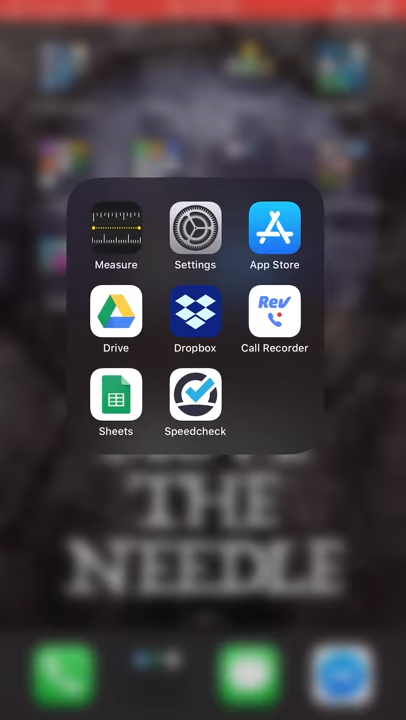 Measure
Settings
App Store
Rev
Drive
Dropbox
Call Recorder
Sheets
Speedcheck
THE
NEEDLE